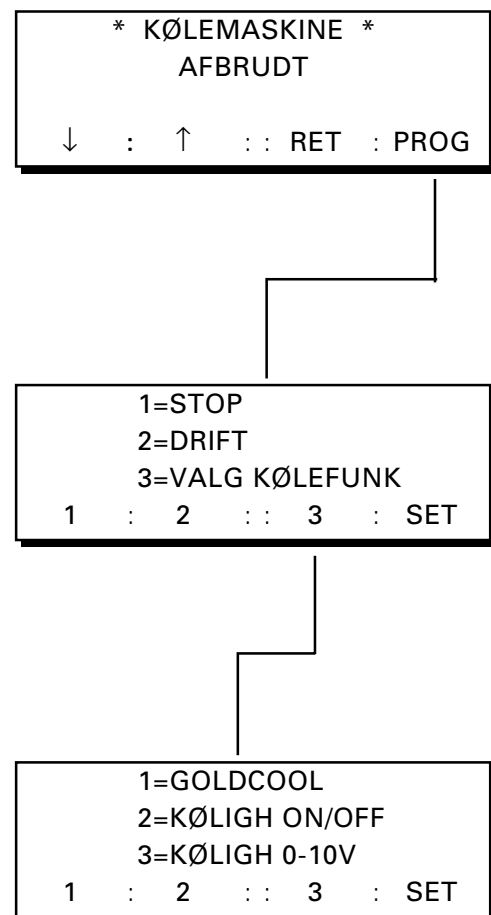 * KØLEMASKINE *
AFBRUDT
↓ : ↑ : : RET : PROG
1=STOP
2=DRIFT
3=VALG KØLEFUNK
1 : 2 : : 3 : SET
1=GOLDCOOL
2=KØLIGH ON/OFF
3=KØLIGH 0-10V
1 : 2 : : 3 : SET